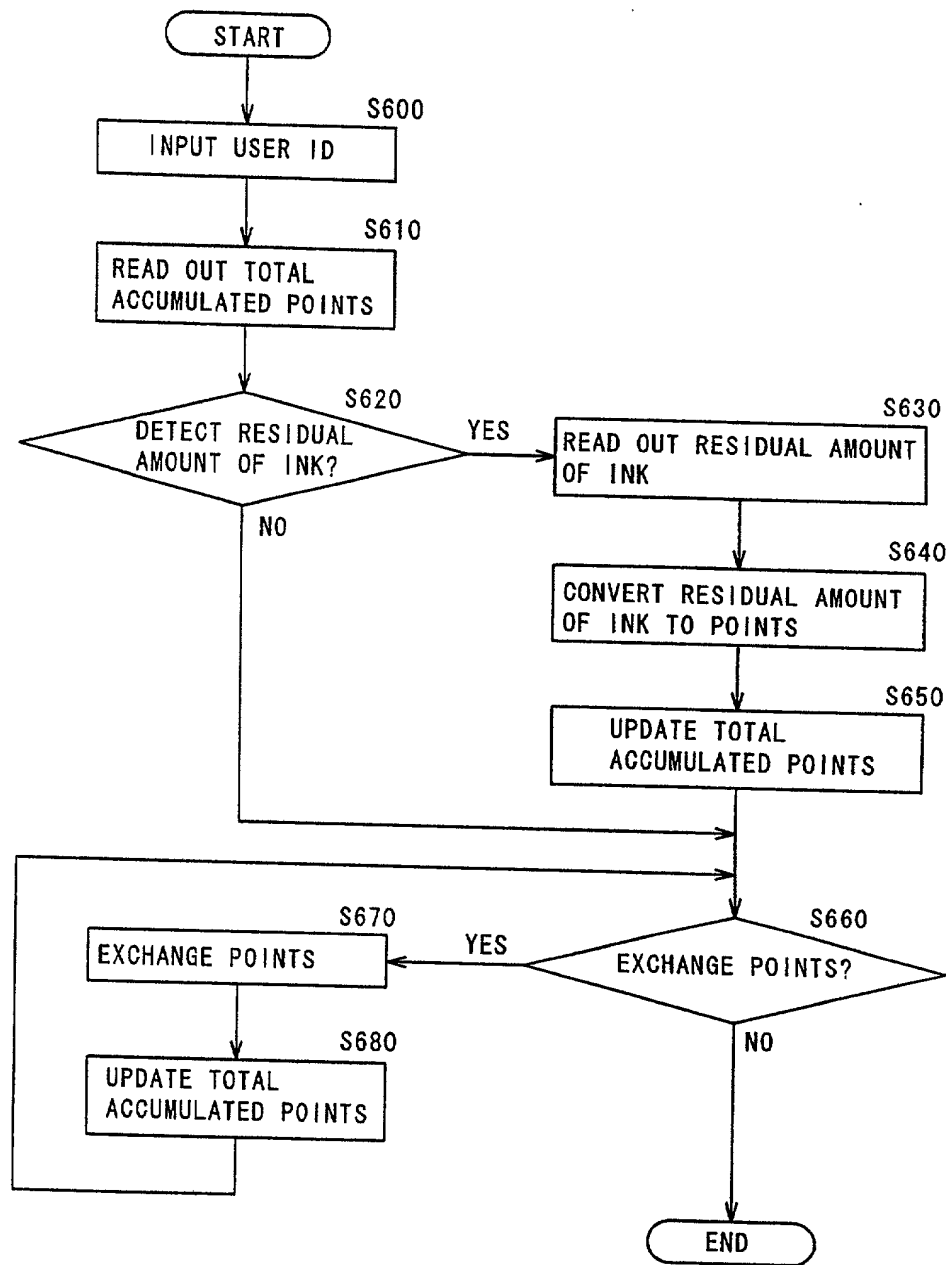 START
S600
INPUT USER ID
S610
READ OUT TOTAL
ACCUMULATED POINTS
S620
DETECT RESIDUAL
AMOUNT OF INK?
YES
NO
S630
READ OUT RESIDUAL AMOUNT
OF INK
S640
CONVERT RESIDUAL AMOUNT
OF INK TO POINTS
S650
UPDATE TOTAL
ACCUMULATED POINTS
S660
EXCHANGE POINTS?
YES
NO
S670
EXCHANGE POINTS
S680
UPDATE TOTAL
ACCUMULATED POINTS
END